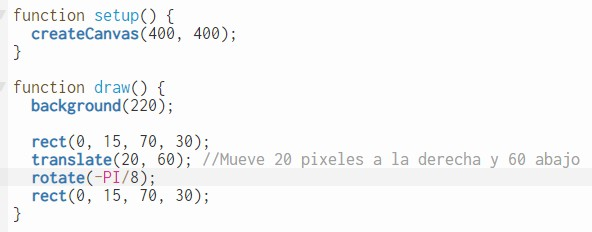 function setup() {
  createCanvas(400, 400);
}

function draw() {
  background(220);

  rect(0, 15, 70, 30);
  translate(20, 60); //Mueve 20 pixeles a la derecha y 60 abajo
  rotate(-PI/8);
  rect(0, 15, 70, 30);
}